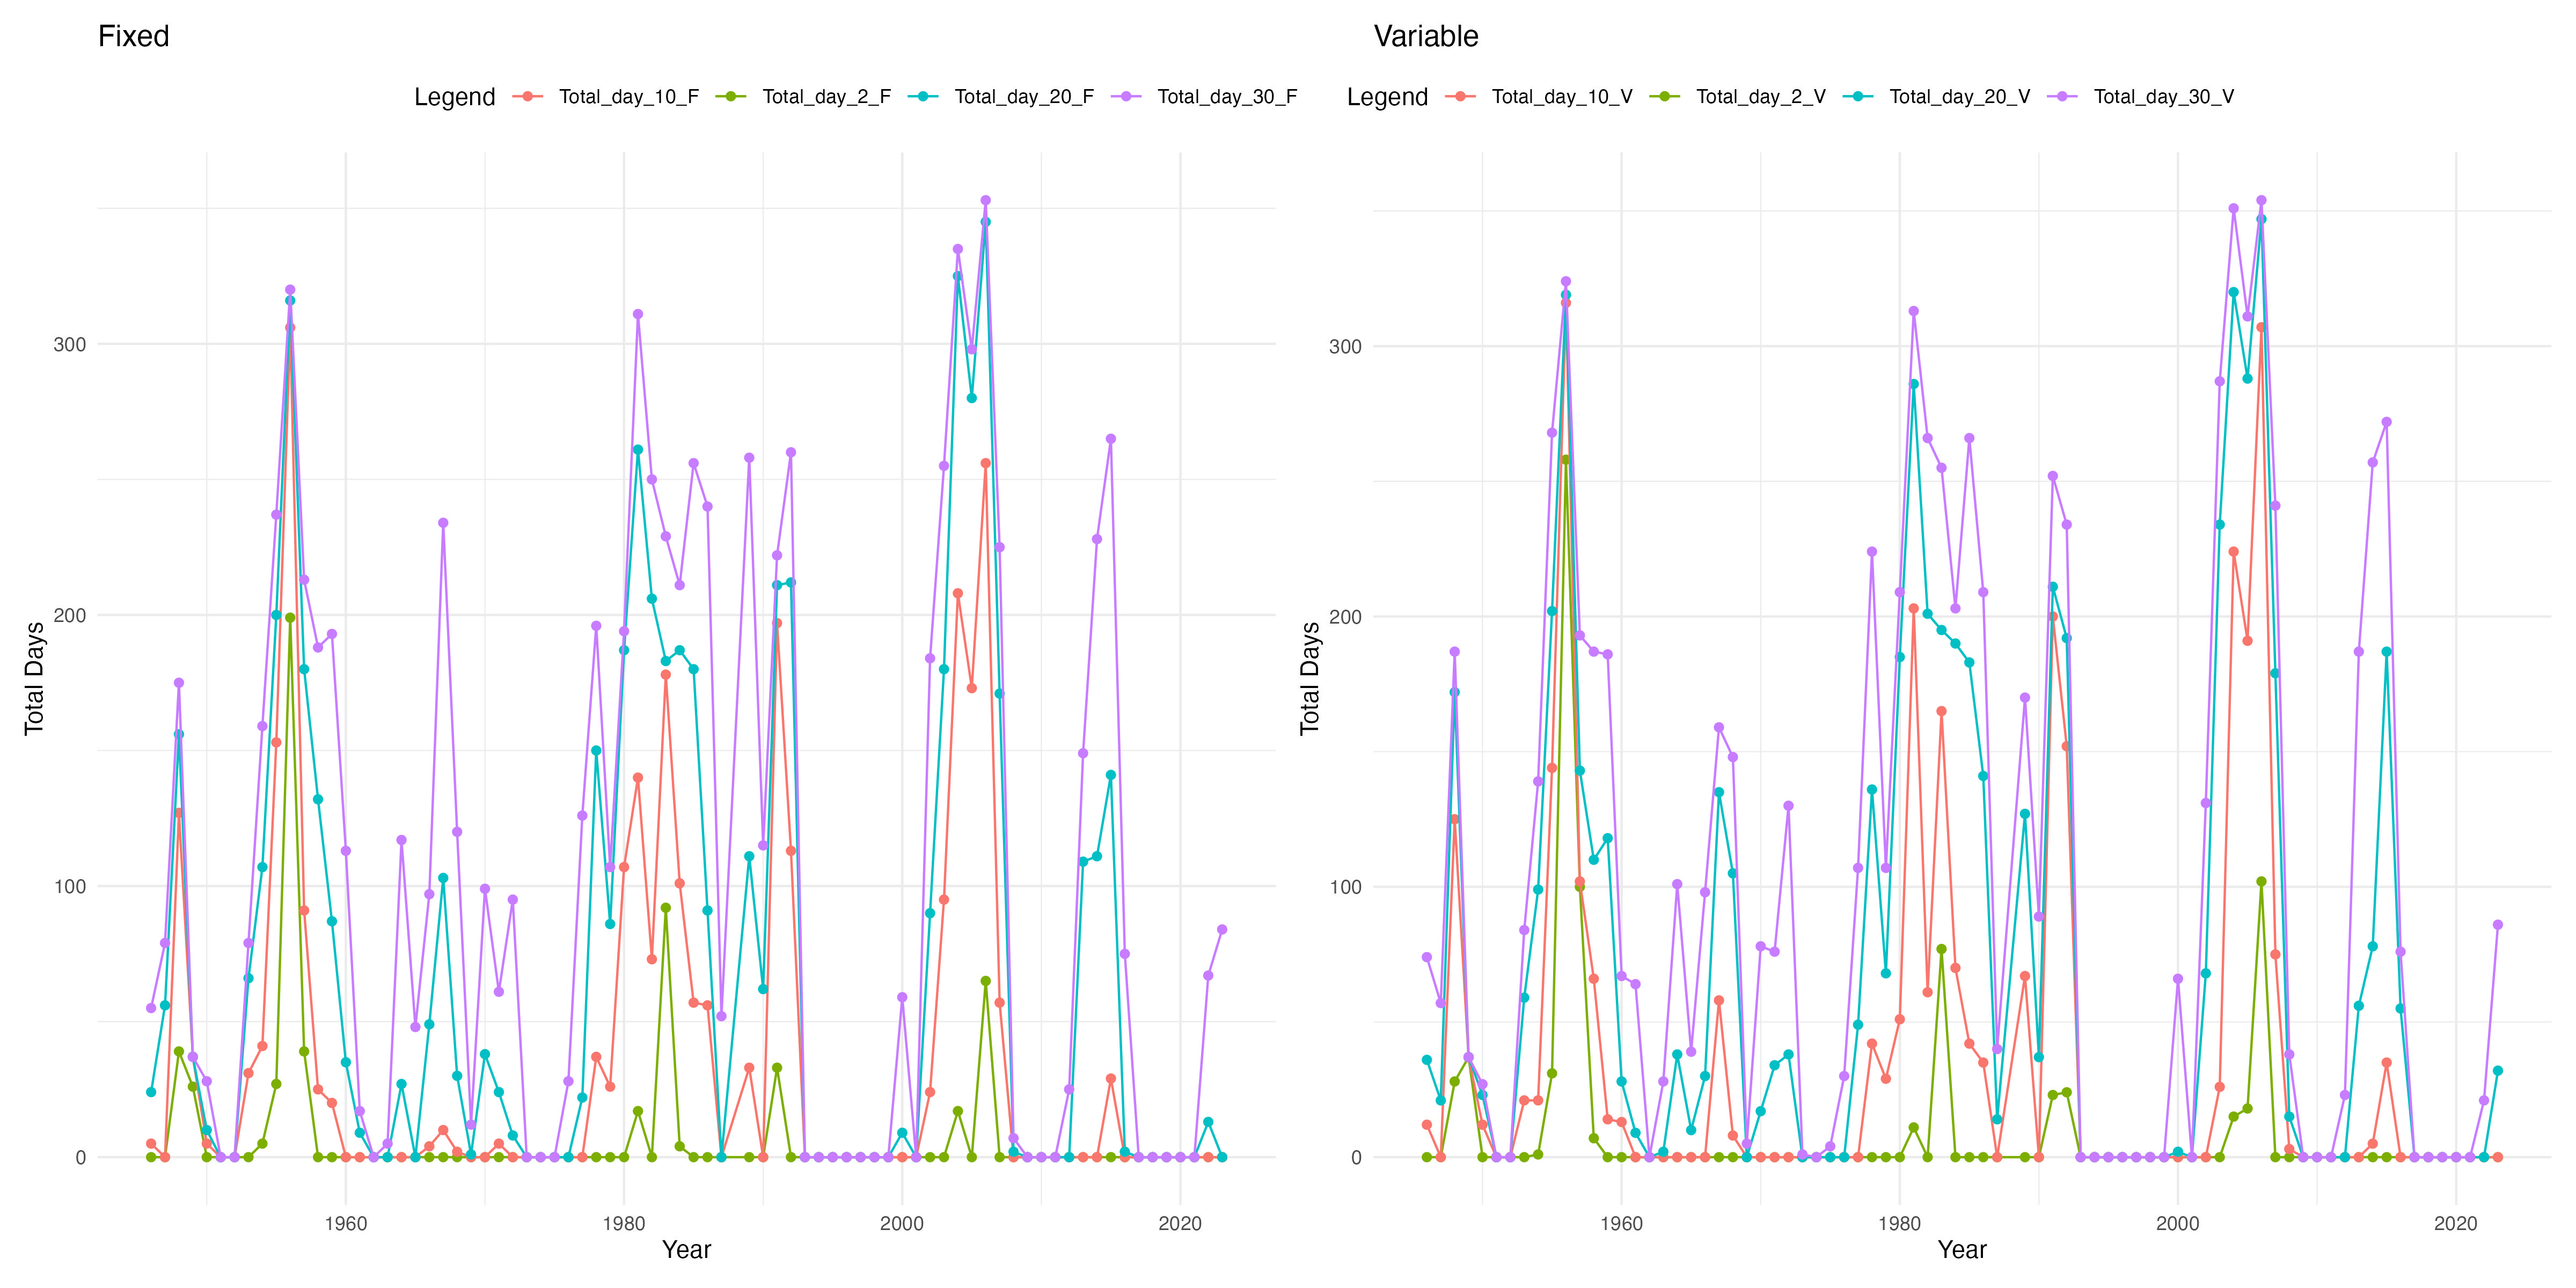 Fixed
Legend Total_day_10_F Total_day_2_F Total_day_20_F Total_day_30_F
Total Days
300
200
100
0
1960 1980 2000 2020
Year
Variable
Legend Total_day_10_V Total_day_2_V Total_day_20_V Total_day_30_V
Total Days
300
200
100
0
1960 1980 2000 2020
Year